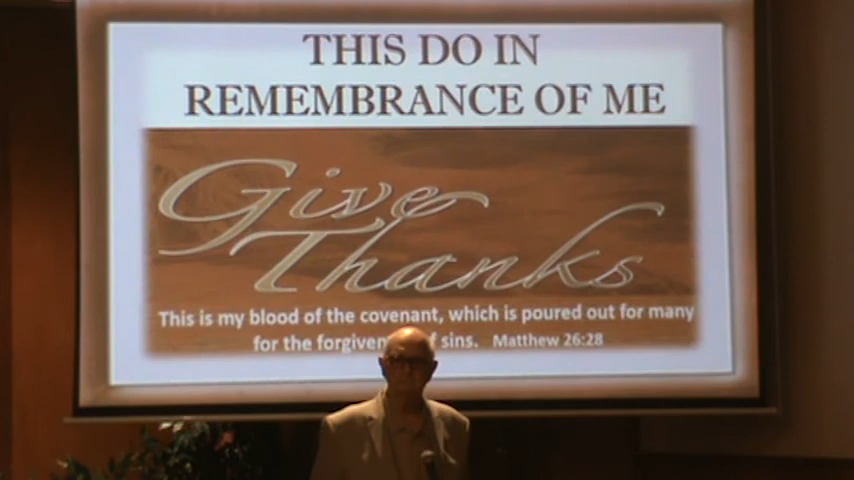 THIS DO IN
REMEMBRANCE OF ME
Give
Thanks
This is my blood of the covenant, which is poured out for many
for the forgiven f sins. Matthew 26:28